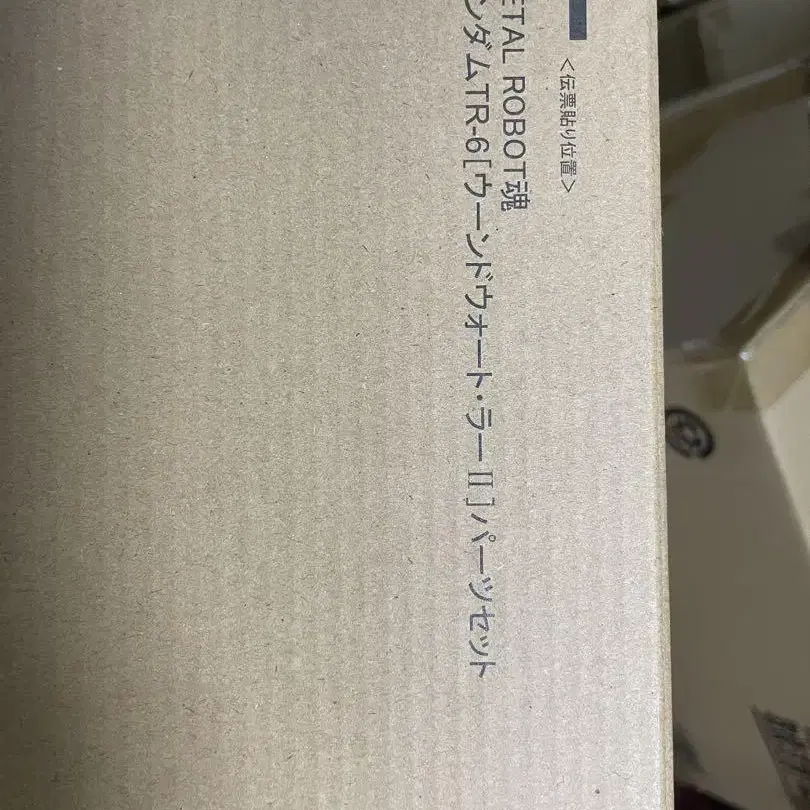 <伝票貼り位置>
ETAL ROBOT魂
ンダムTR-6[ウーンドウォート・ラーⅡ]パーツセット